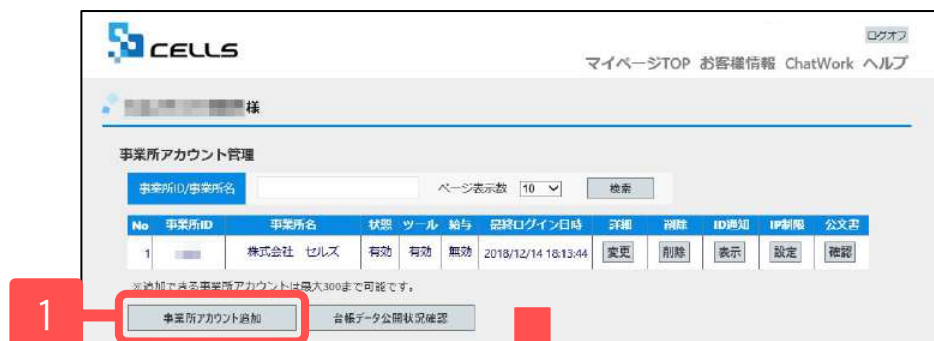 CELLS
ログオフ
マイページTOP お客様情報 ChatWork ヘルプ
様
事業所アカウント管理
事業所ID/事業所名 ページ表示数 10 検索
No 事業所ID 事業所名 状態 ツール 給与 最終ログイン日時 詳細 削除 ID通知 IP制限 公文書
1 株式会社 セルズ 有効 有効 無効 2018/12/14 18:13:44 変更 削除 表示 設定 確認
※追加できる事業所アカウントは最大300まで可能です。
1 事業所アカウント追加 台帳データ公開状況確認